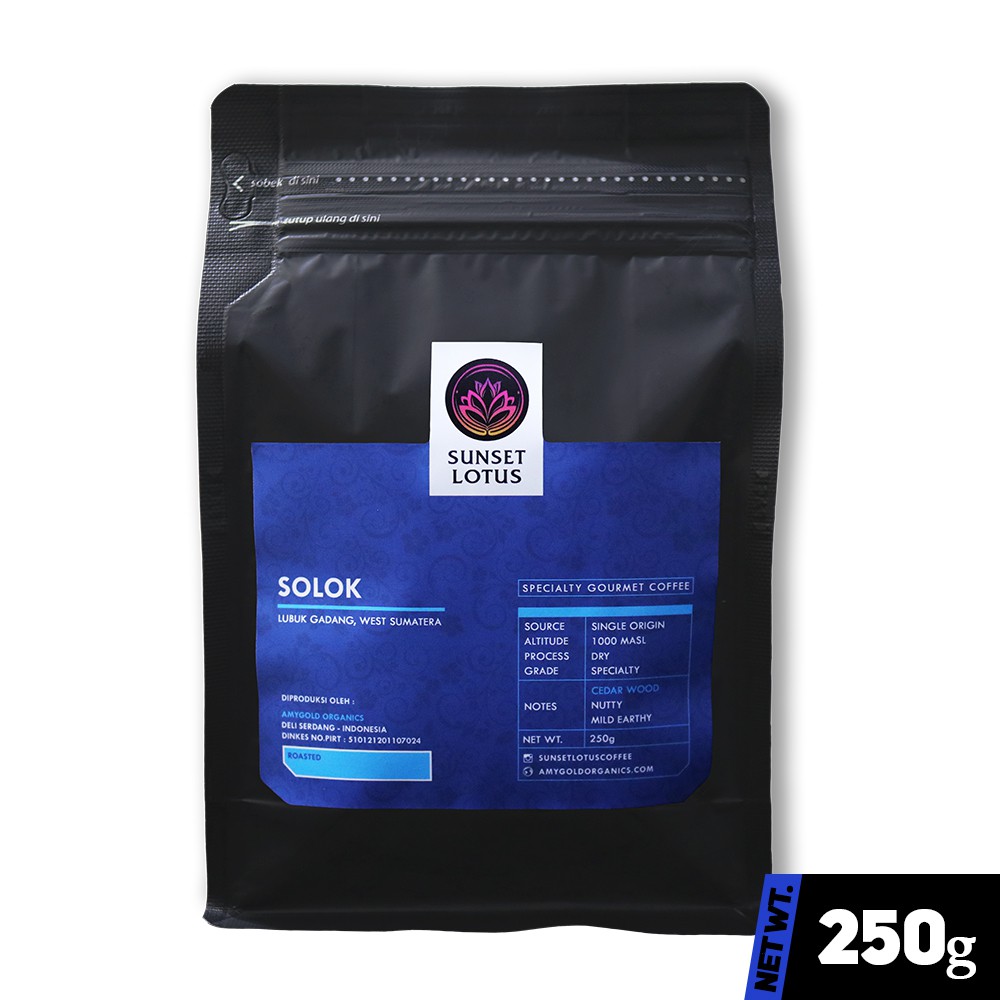 sobek di sini
tutup ulang di sini
SUNSET
LOTUS
SOLOK
LUBUK GADANG, WEST SUMATERA
DIPRODUKSI OLEH :
AMYGOLD ORGANICS
DELI SERDANG - INDONESIA
DINKES NO.PIRT : 510121201107024
ROASTED
SPECIALTY GOURMET COFFEE
SOURCE SINGLE ORIGIN
ALTITUDE 1000 MASL
PROCESS DRY
GRADE SPECIALTY
NOTES
CEDAR WOOD
NUTTY
MILD EARTHY
NET WT. 250g
SUNSETLOTUSCOFFEE
AMYGOLDORGANICS.COM
NET WT.
250g